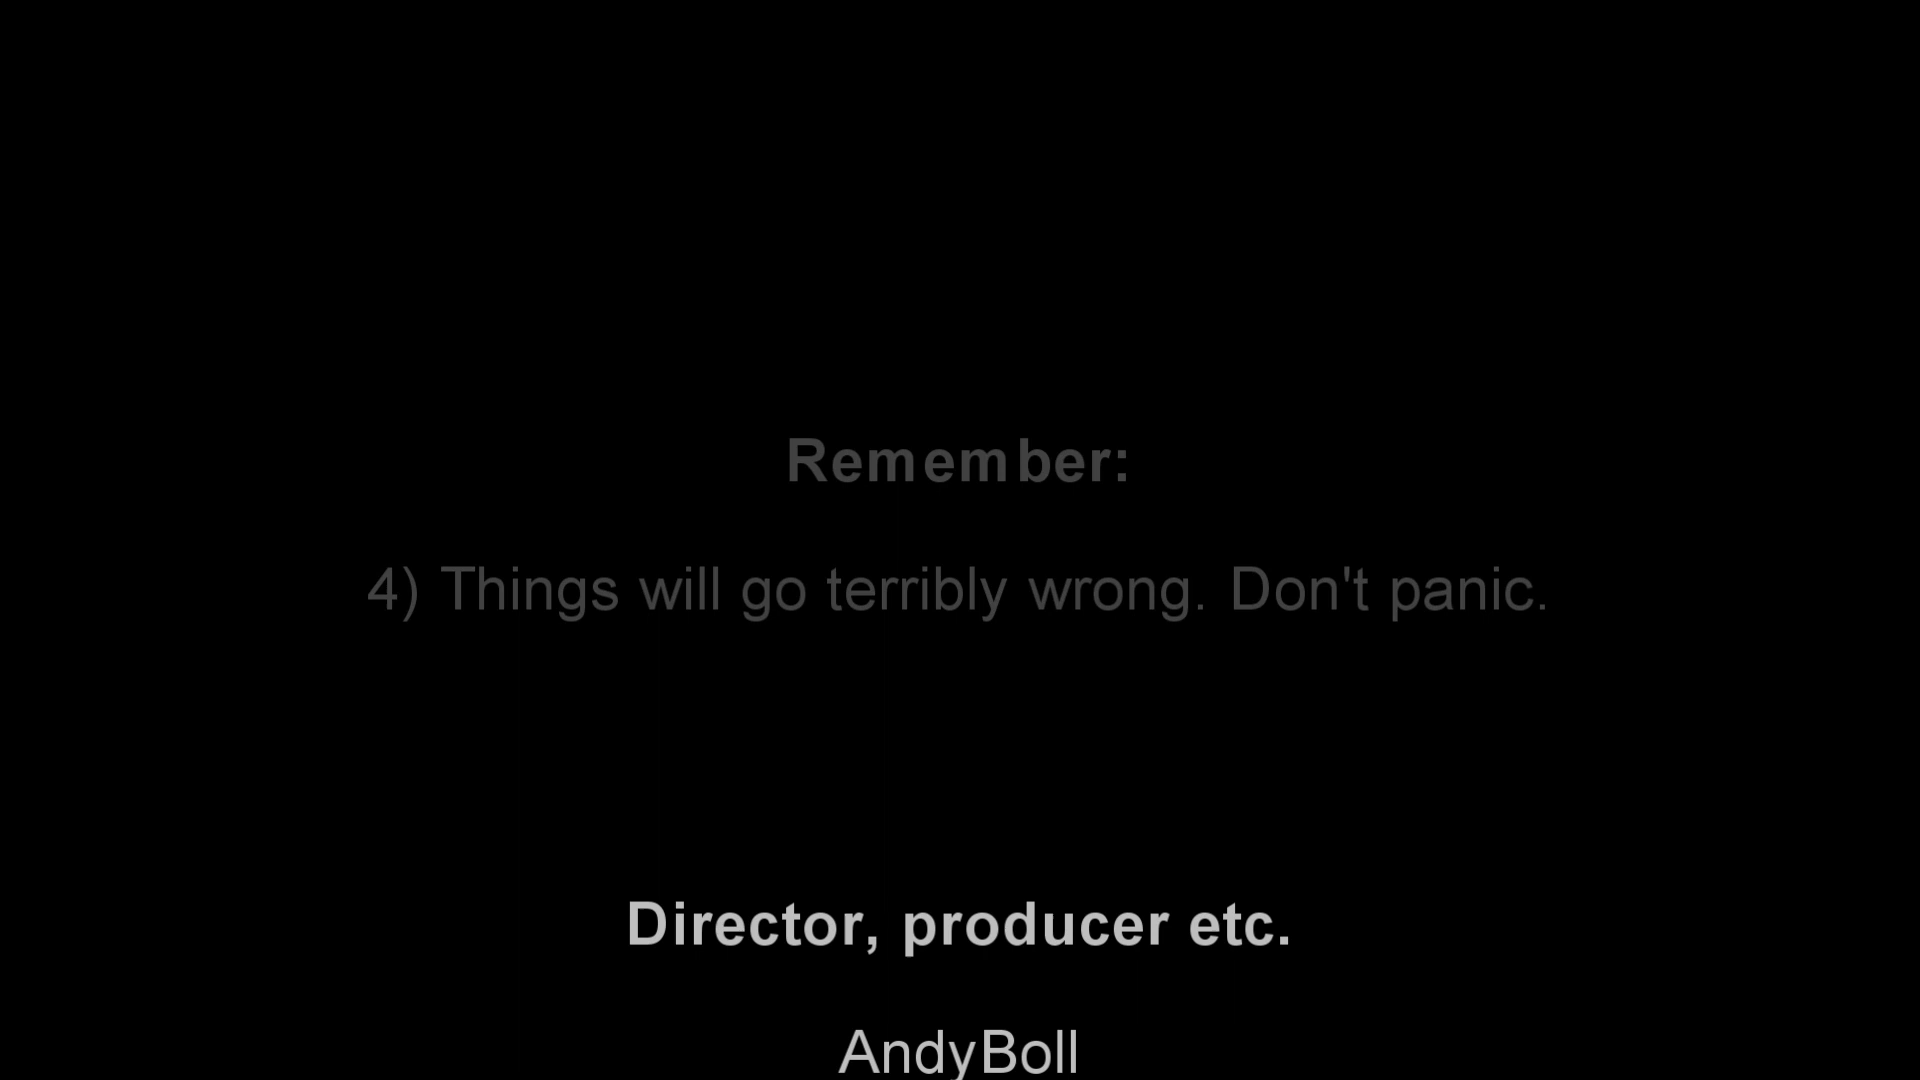 Remember:
4) Things will go terribly wrong. Don't panic.
Director, producer etc.
AndyBoll